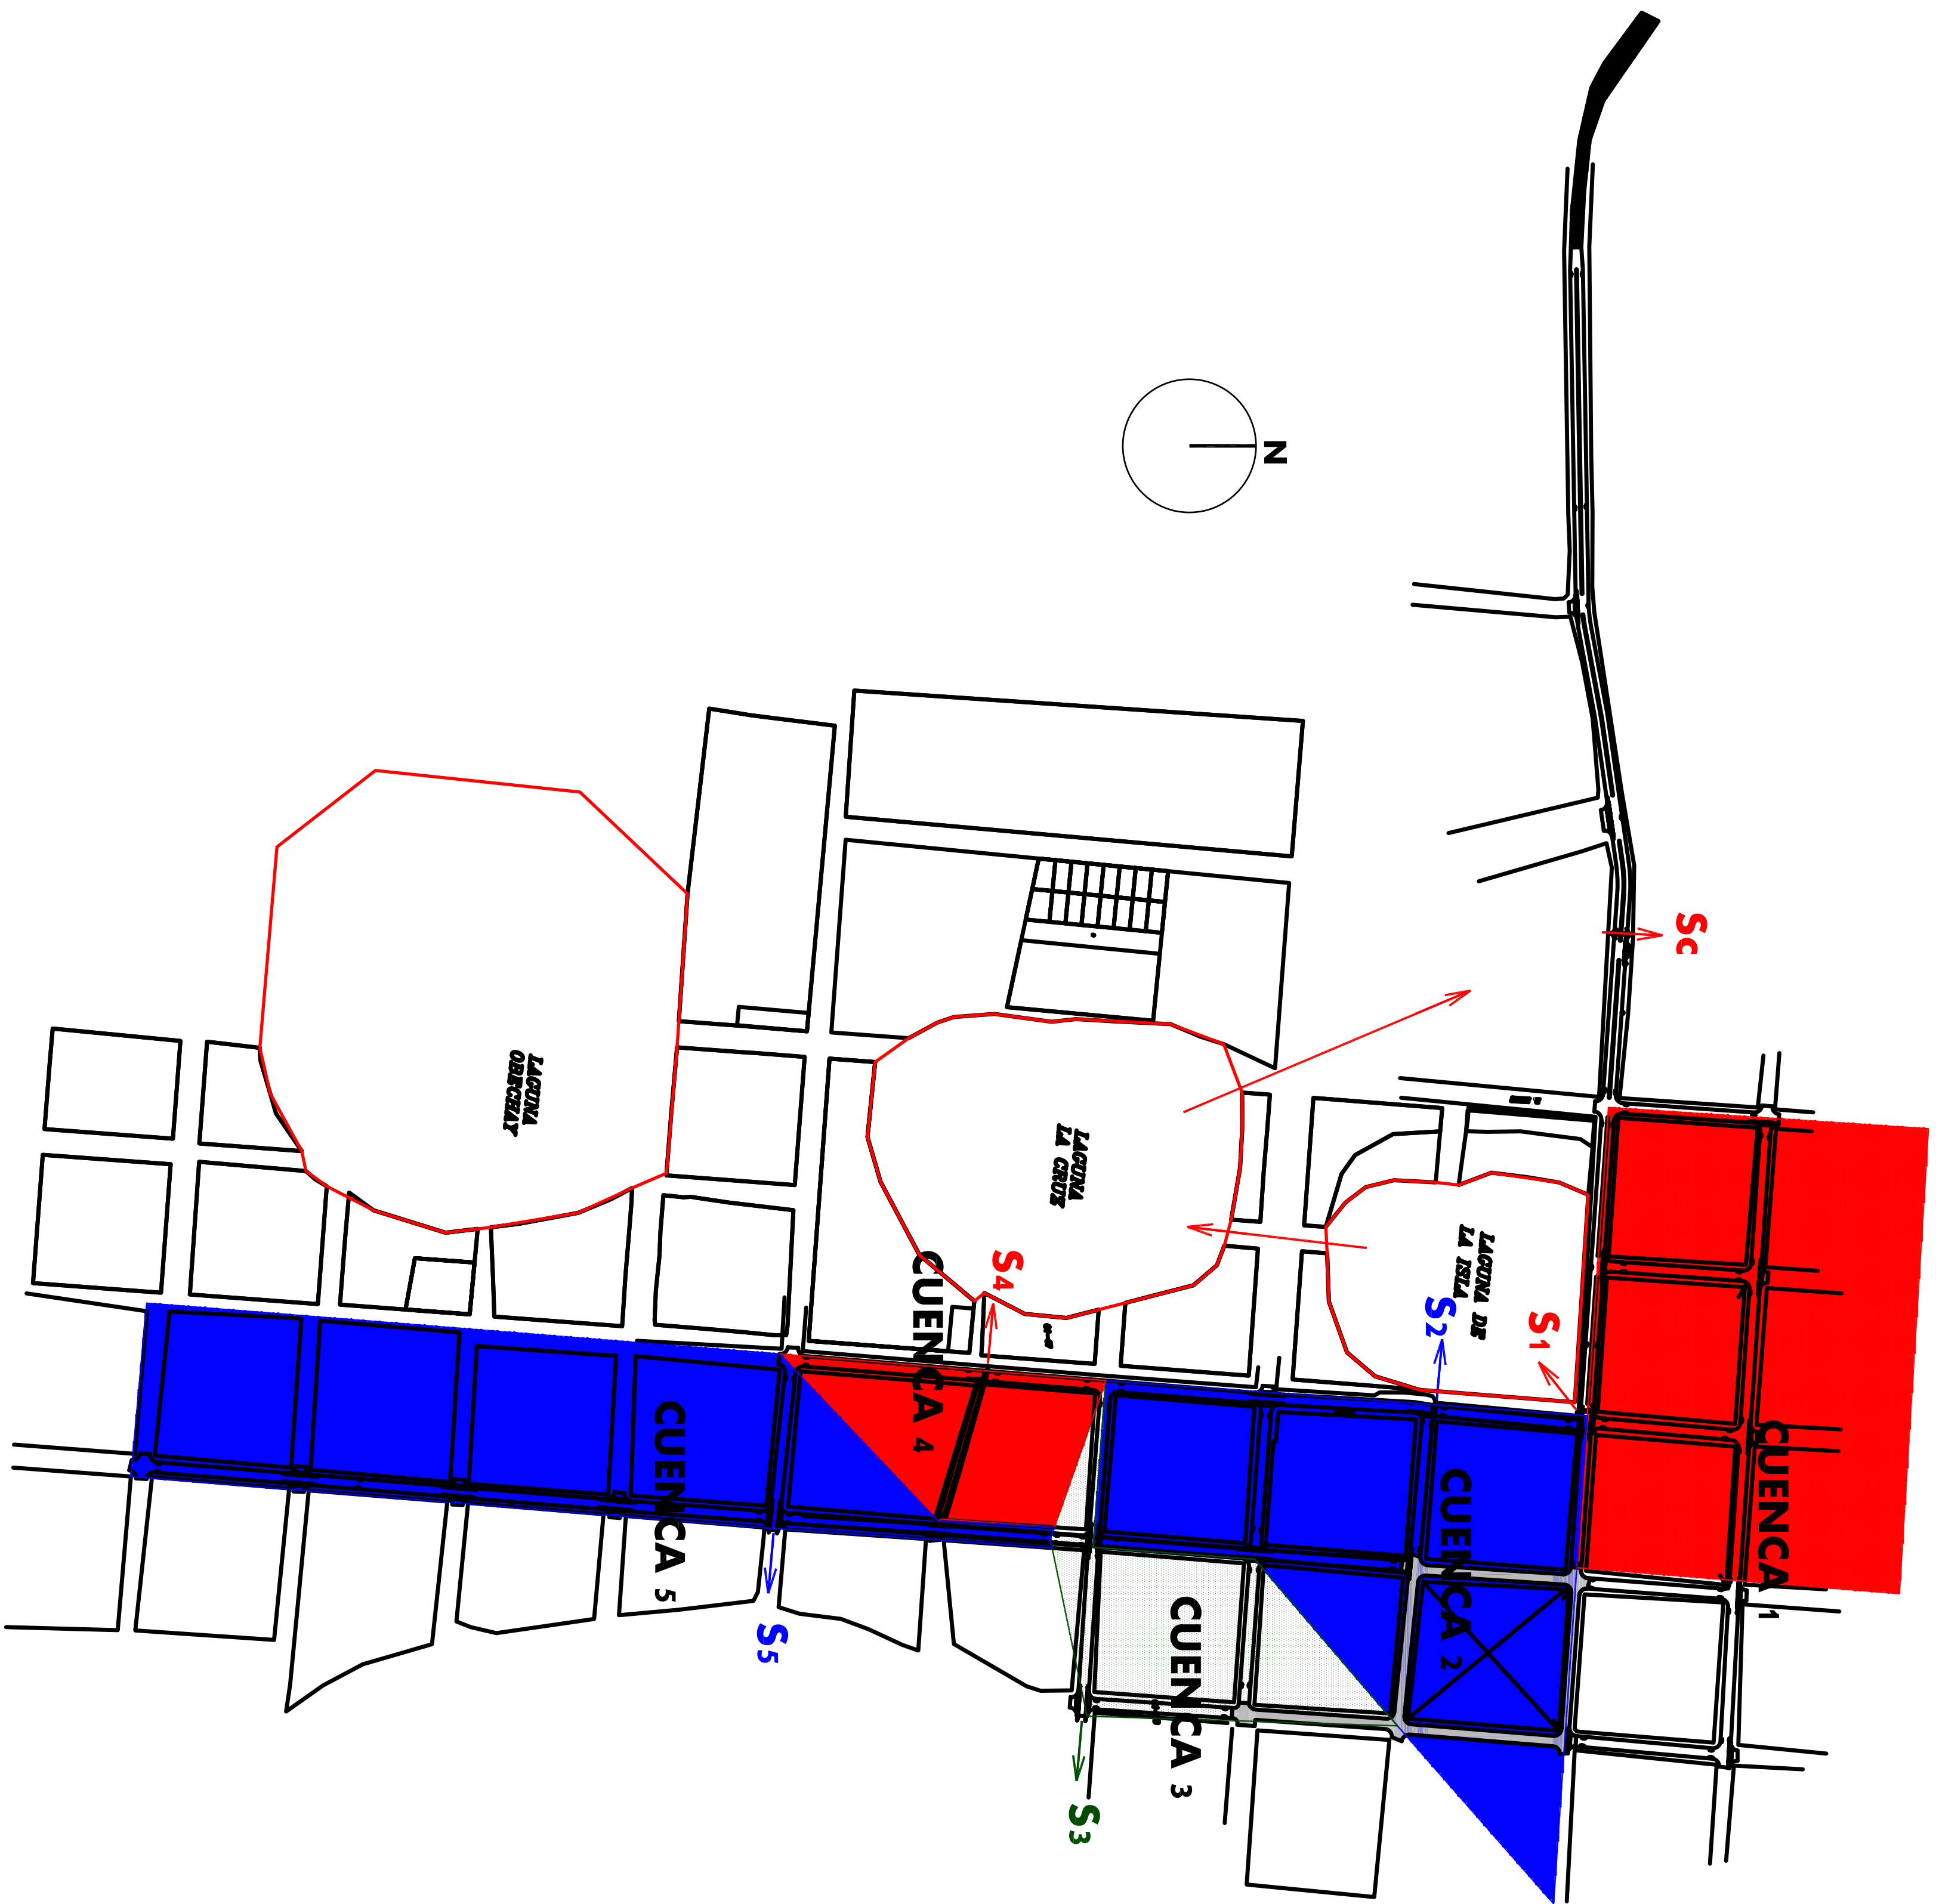 N
SC
LAGUNA
OBECHAY
LAGUNA
LA CRUZ
LAGUNA DE
LA ISLA
S4
S2
S1
CUENCA 4
CUENCA 5
CUENCA 2
CUENCA 1
CUENCA 3
S5
S3